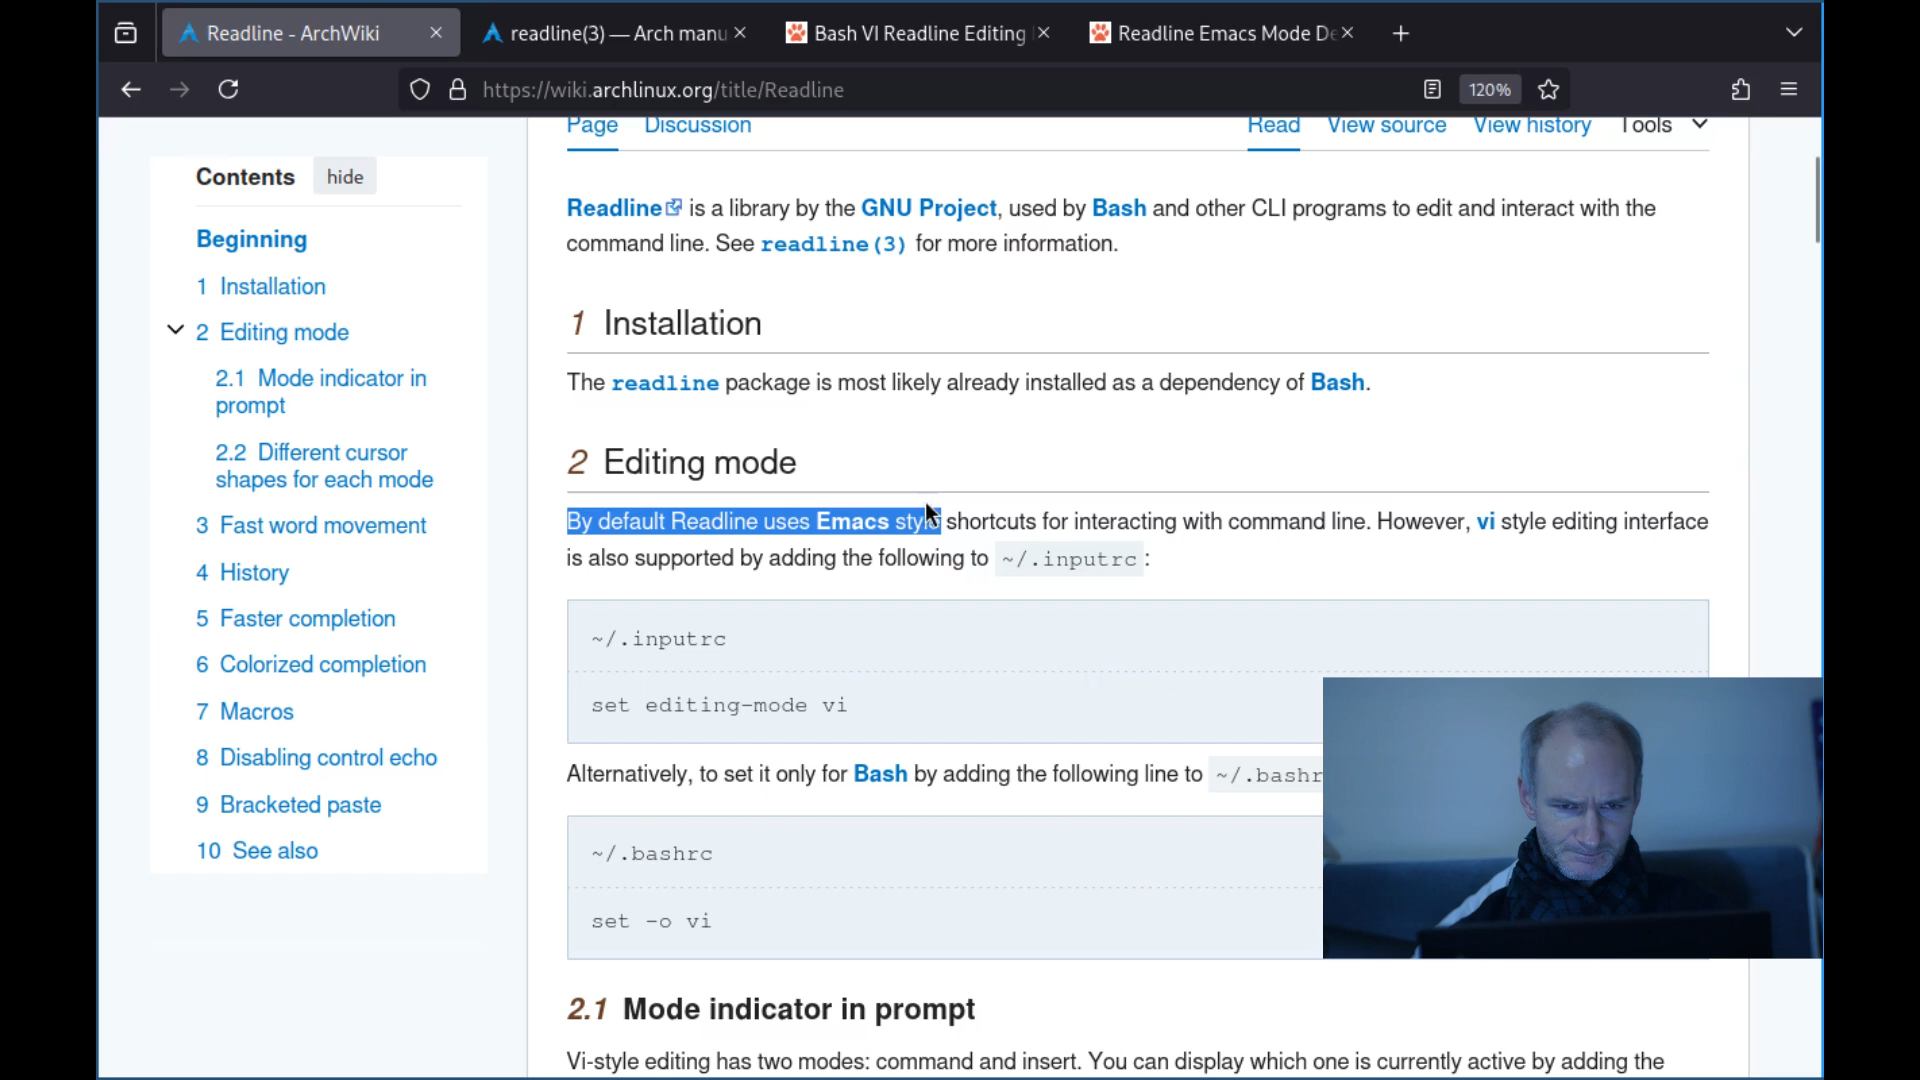 Readline - ArchWiki
readline(3) — Arch manu
Bash VI Readline Editing
Readline Emacs Mode De
https://wiki.archlinux.org/title/Readline
120%
Page
Discussion
Read
View source
View history
Tools
Contents
hide
Beginning
1 Installation
2 Editing mode
2.1 Mode indicator in
prompt
2.2 Different cursor
shapes for each mode
3 Fast word movement
4 History
5 Faster completion
6 Colorized completion
7 Macros
8 Disabling control echo
9 Bracketed paste
10 See also
Readline is a library by the GNU Project, used by Bash and other CLI programs to edit and interact with the
command line. See readline(3) for more information.
1 Installation
The readline package is most likely already installed as a dependency of Bash.
2 Editing mode
By default Readline uses Emacs style shortcuts for interacting with command line. However, vi style editing interface
is also supported by adding the following to ~/.inputrc:
~/.inputrc
set editing-mode vi
Alternatively, to set it only for Bash by adding the following line to ~/.bashr
~/.bashrc
set -o vi
2.1 Mode indicator in prompt
Vi-style editing has two modes: command and insert. You can display which one is currently active by adding the